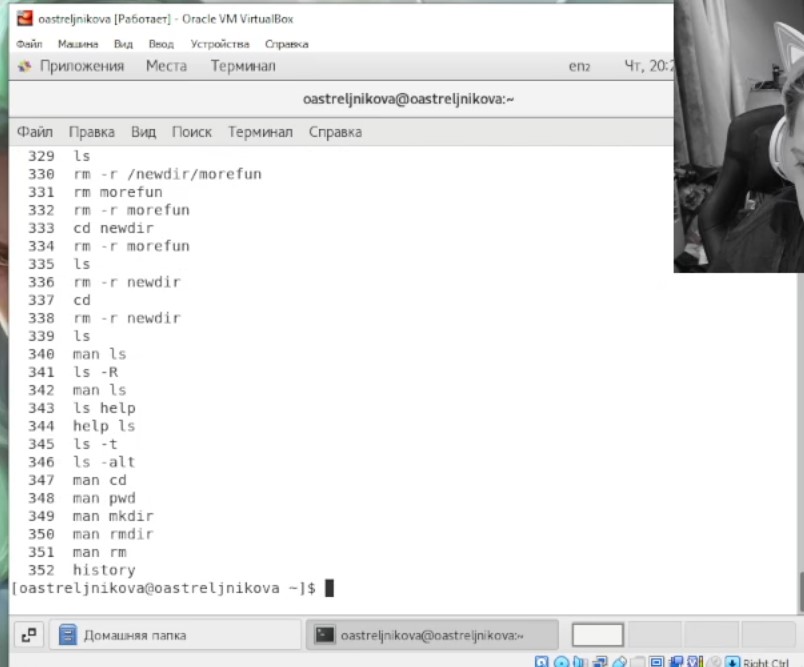 oastreljnikova [Работает] - Oracle VM VirtualBox
Файл Машина Вид Ввод Устройства Справка
Приложения Места Терминал en₂ Чт, 20:2
oastreljnikova@oastreljnikova:~
Файл Правка Вид Поиск Терминал Справка
329 ls
330 rm -r /newdir/morefun
331 rm morefun
332 rm -r morefun
333 cd newdir
334 rm -r morefun
335 ls
336 rm -r newdir
337 cd
338 rm -r newdir
339 ls
340 man ls
341 ls -R
342 man ls
343 ls help
344 help ls
345 ls -t
346 ls -alt
347 man cd
348 man pwd
349 man mkdir
350 man rmdir
351 man rm
352 history
[oastreljnikova@oastreljnikova ~]$
Домашняя папка oastreljnikova@oastreljnikova:~
Right Ctrl